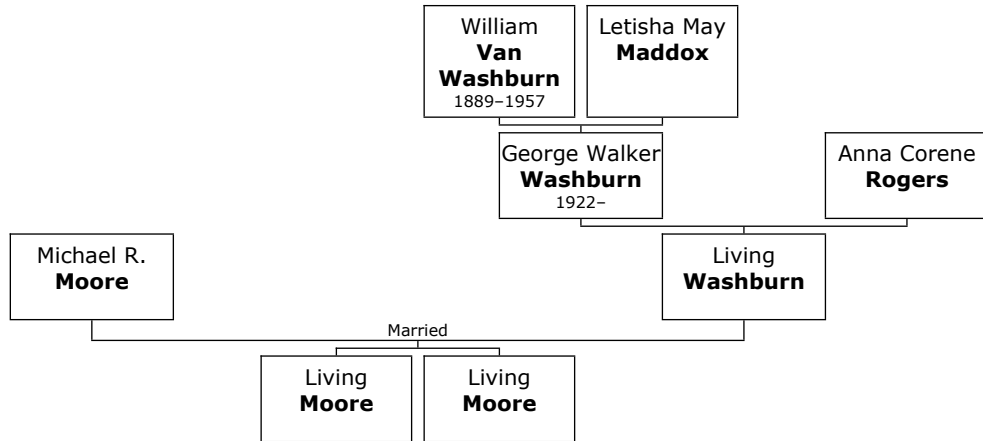 William
Van
Washburn
1889–1957
Letisha May
Maddox
George Walker
Washburn
1922–
Anna Corene
Rogers
Michael R.
Moore
Living
Washburn
Married
Living
Moore
Living
Moore